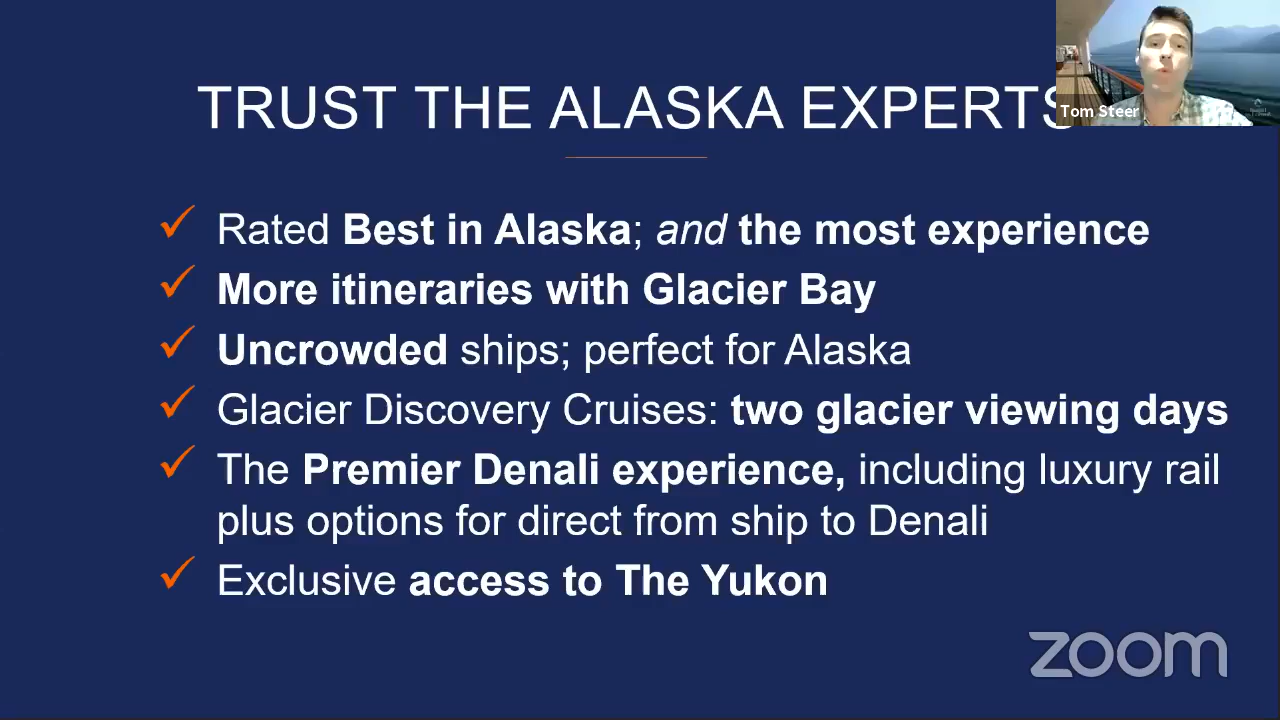 TRUST THE ALASKA EXPERTS
Tom Steer
Rated Best in Alaska; and the most experience
More itineraries with Glacier Bay
Uncrowded ships; perfect for Alaska
Glacier Discovery Cruises: two glacier viewing days
The Premier Denali experience, including luxury rail
plus options for direct from ship to Denali
Exclusive access to The Yukon
zoom